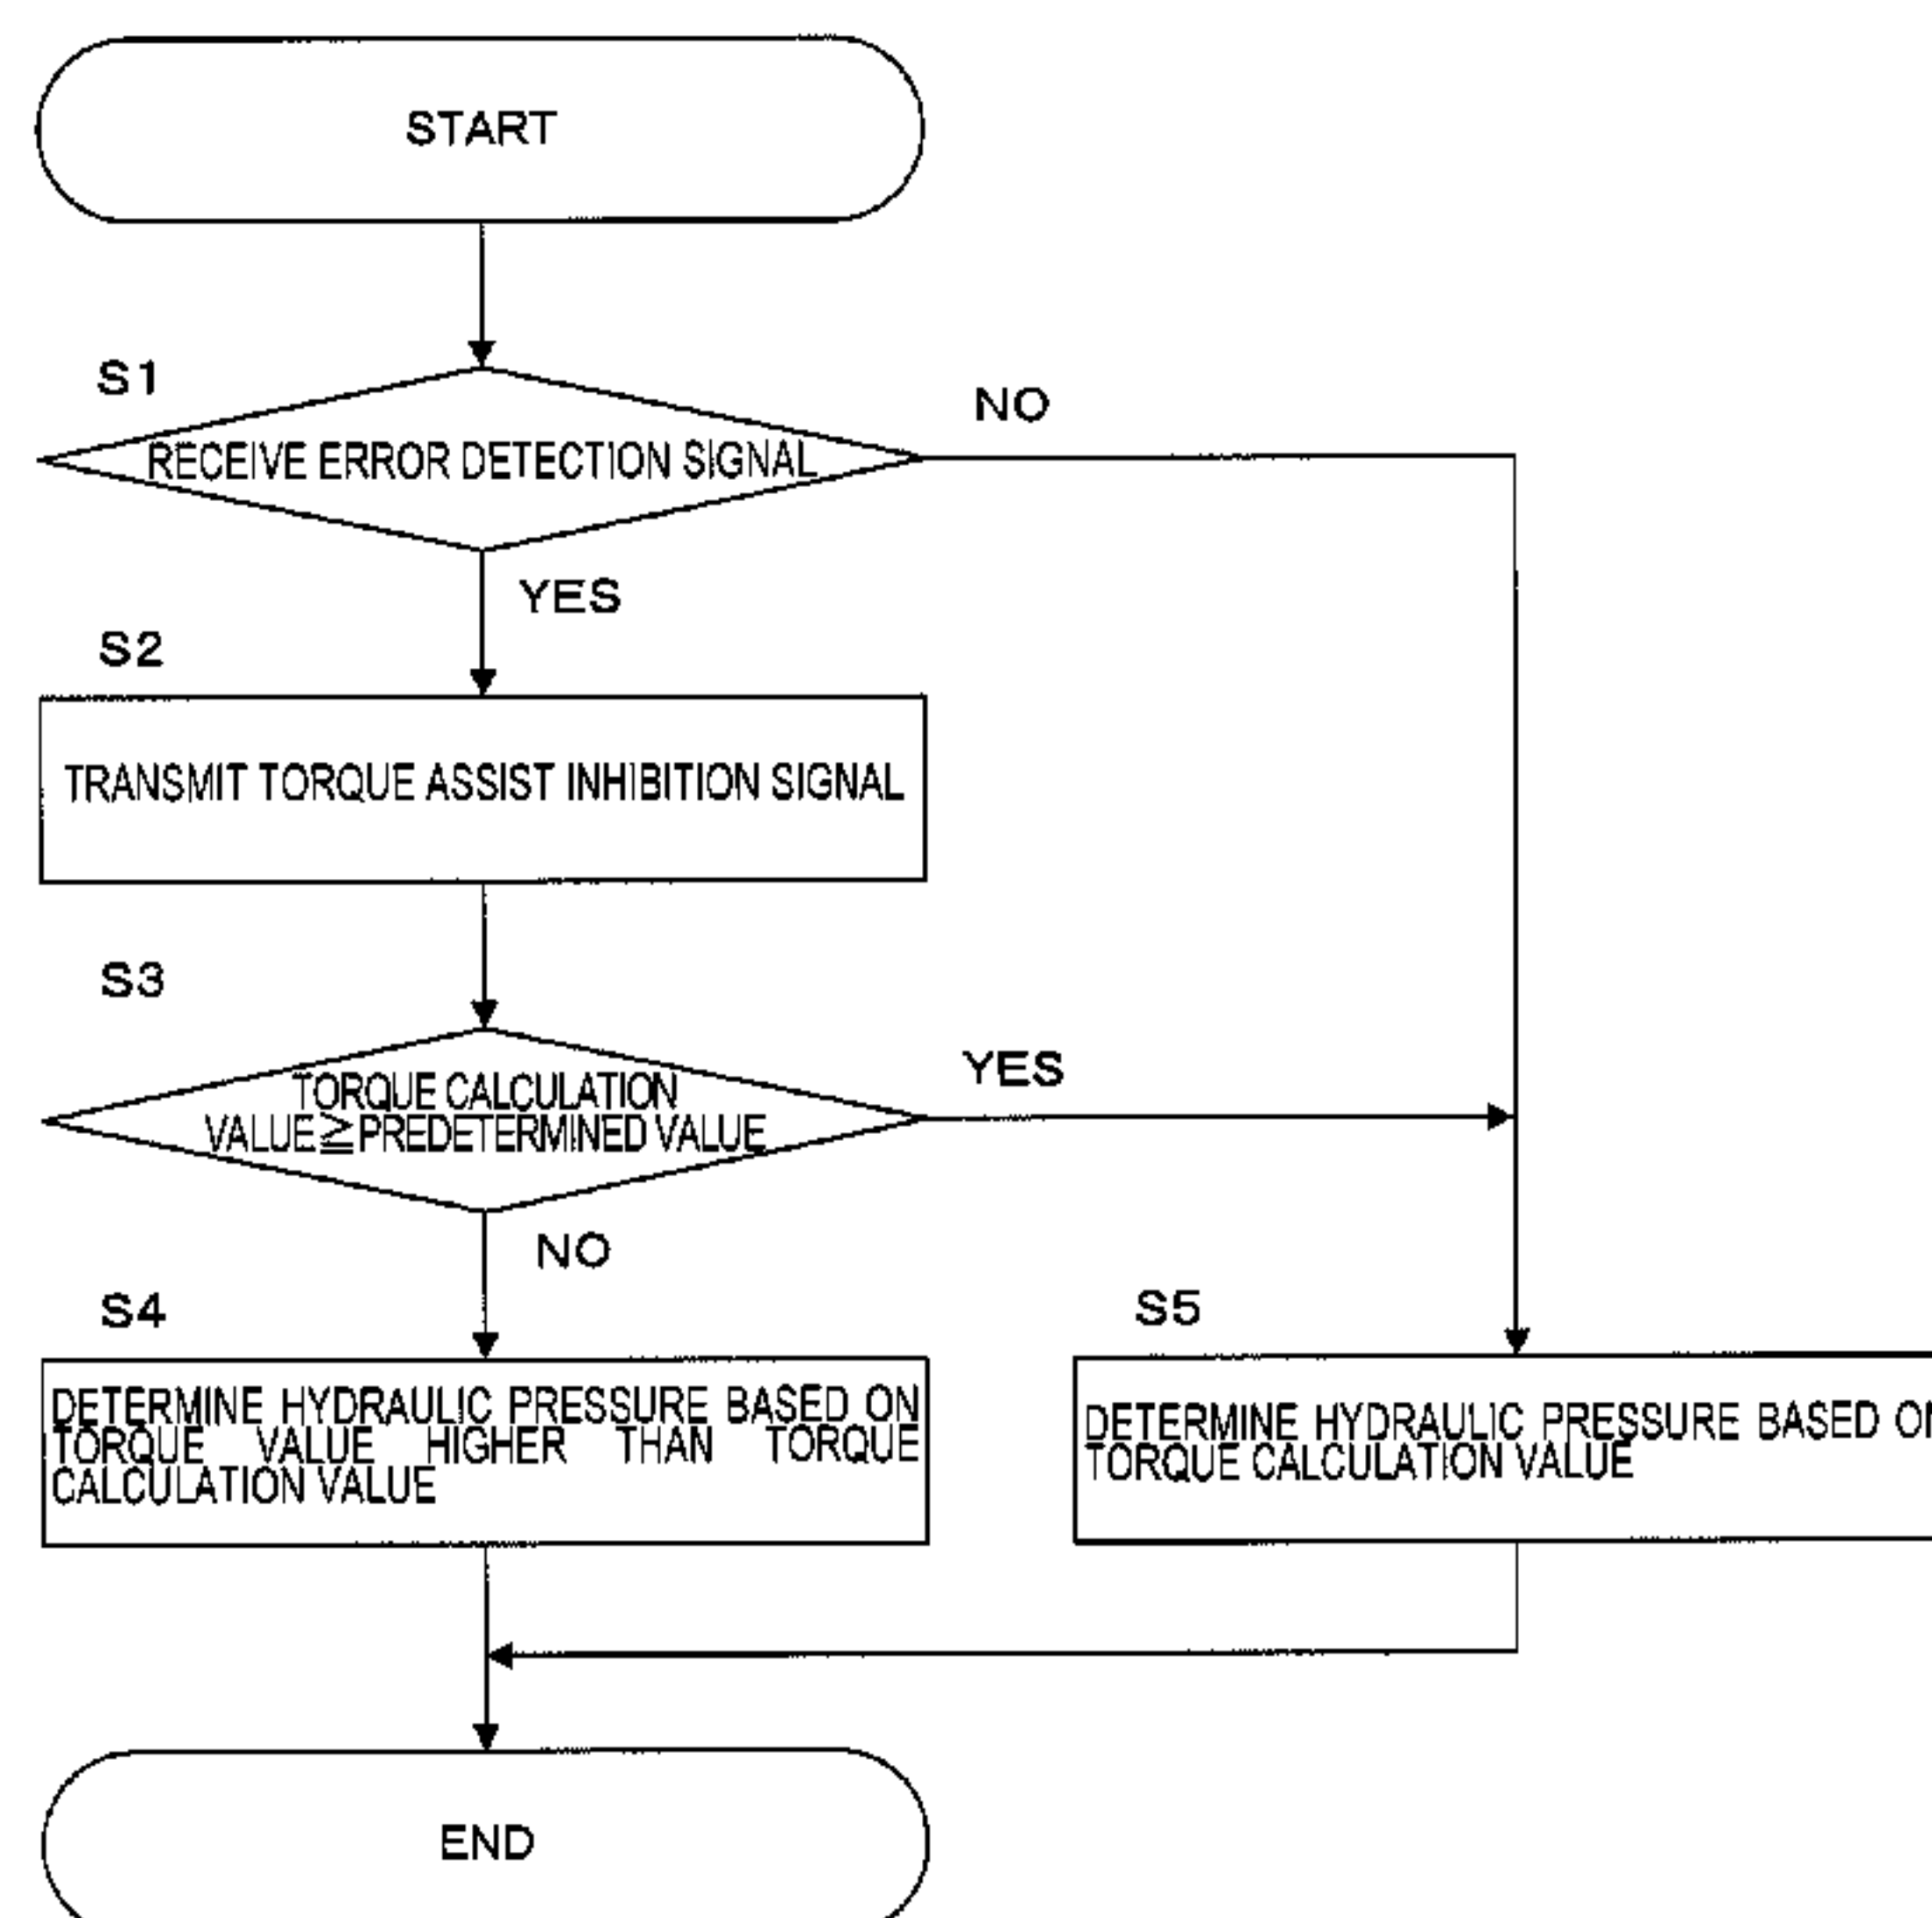 START
S1
NO
RECEIVE ERROR DETECTION SIGNAL
YES
S2
TRANSMIT TORQUE ASSIST INHIBITION SIGNAL
S3
YES
TORQUE CALCULATION
VALUE≧PREDETERMINED VALUE
NO
S4
DETERMINE HYDRAULIC PRESSURE BASED ON
TORQUE VALUE HIGHER THAN TORQUE
CALCULATION VALUE
S5
DETERMINE HYDRAULIC PRESSURE BASED ON
TORQUE CALCULATION VALUE
END